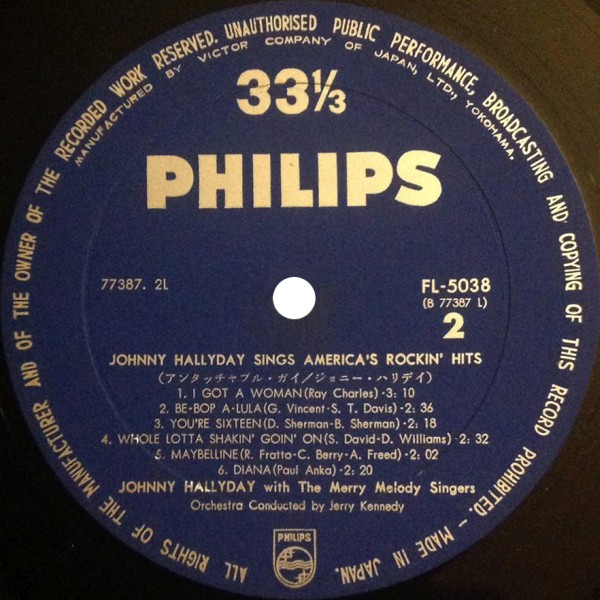 ALL RIGHTS OF THE MANUFACTURER AND OF THE OWNER OF THE RECORDED WORK RESERVED. UNAUTHORISED PUBLIC PERFORMANCE, BROADCASTING AND COPYING OF THIS RECORD PROHIBITED. – MADE IN JAPAN.
MANUFACTURED BY VICTOR COMPANY OF JAPAN, LTD., YOKOHAMA.
33⅓
PHILIPS
77387. 2L
FL-5038
(B 77387 L)
2
JOHNNY HALLYDAY SINGS AMERICA'S ROCKIN' HITS
(アンタッチャブル・ガイ/ジョニー・ハリデイ)
1. I GOT A WOMAN(Ray Charles)-3: 10
2. BE-BOP A-LULA(G. Vincent-S. T. Davis)-2: 36
3. YOU'RE SIXTEEN(D. Sherman-B. Sherman)-2: 18
4. WHOLE LOTTA SHAKIN' GOIN' ON(S. David-D. Williams)-2: 32
5. MAYBELLINE(R. Fratto-C. Berry-A. Freed)-2: 02
6. DIANA(Paul Anka)-2: 20
JOHNNY HALLYDAY with The Merry Melody Singers
Orchestra Conducted by Jerry Kennedy
PHILIPS